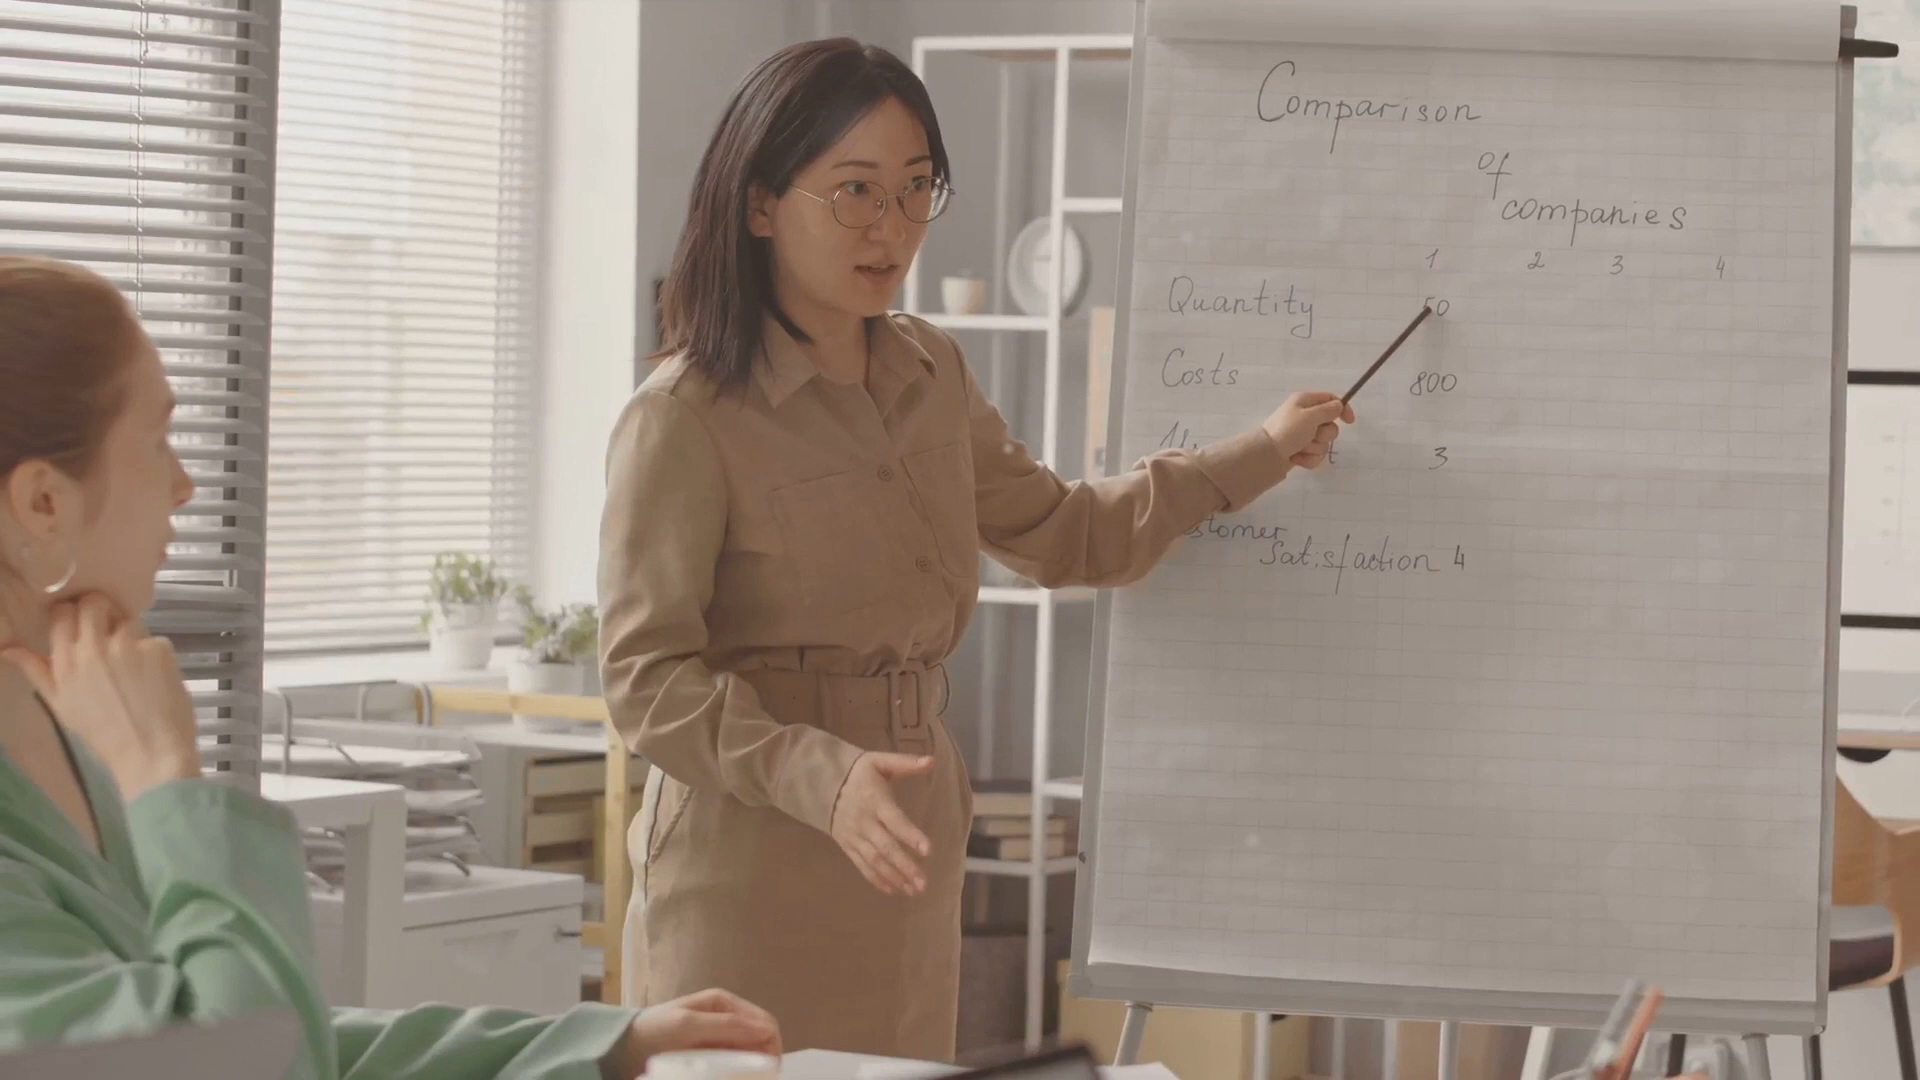 Comparison
of
companies
1 2 3 4
Quantity 50
Costs 800
3
Satisfaction 4